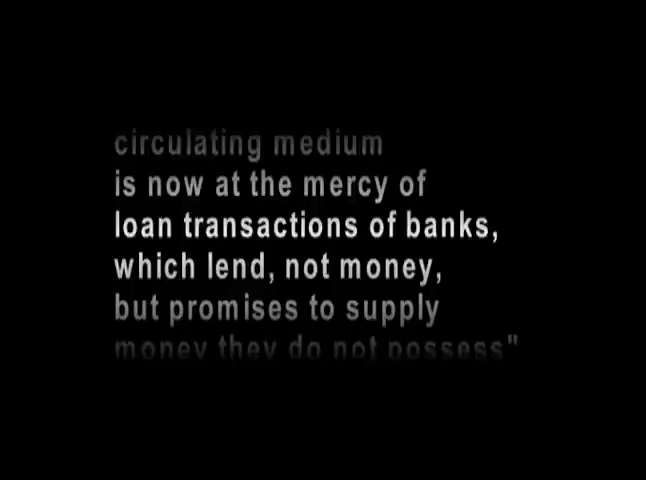 circulating medium
is now at the mercy of
loan transactions of banks,
which lend, not money,
but promises to supply
money they do not possess"